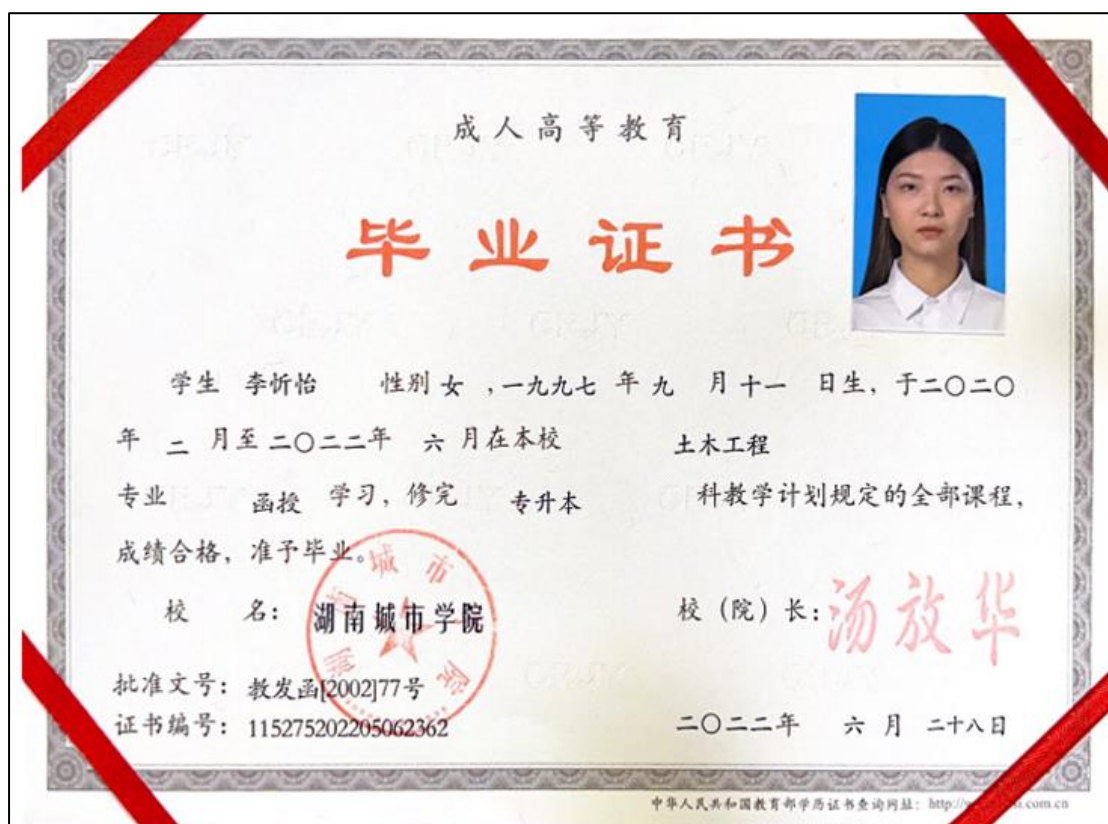 成人高等教育
毕业证书
学生 李忻怡 性别 女 ,一九九七 年 九 月 十一 日生, 于二〇二〇
年 二 月至 二〇二二年 六 月在本校 土木工程
专业 函授 学习, 修完 专升本 科教学计划规定的全部课程,
成绩合格, 准予毕业。
湖南城市学院
校 名: 湖南城市学院 校(院)长: 汤放华
批准文号: 教发函[2002]77号
证书编号: 115275202205062362 二〇二二年 六 月 二十八日
中华人民共和国教育部学历证书查询网址: http://